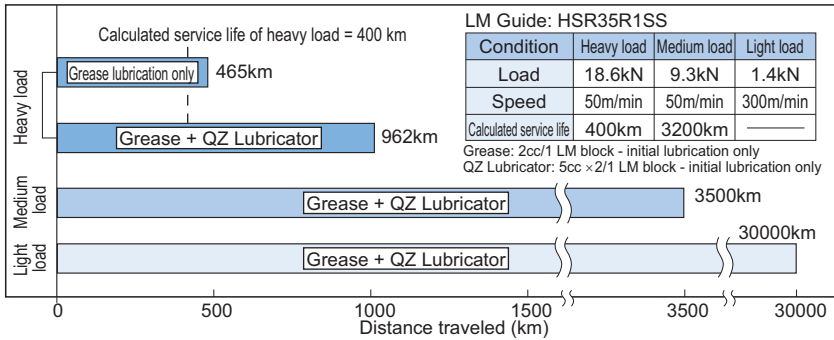 Calculated service life of heavy load = 400 km
Heavy load
Grease lubrication only
465km
Grease + QZ Lubricator
962km
Medium load
Grease + QZ Lubricator
3500km
Light load
Grease + QZ Lubricator
30000km
0 500 1000 1500 3500 30000
Distance traveled (km)
LM Guide: HSR35R1SS
Condition Heavy load Medium load Light load
Load 18.6kN 9.3kN 1.4kN
Speed 50m/min 50m/min 300m/min
Calculated service life 400km 3200km ———
Grease: 2cc/1 LM block - initial lubrication only
QZ Lubricator: 5cc ×2/1 LM block - initial lubrication only